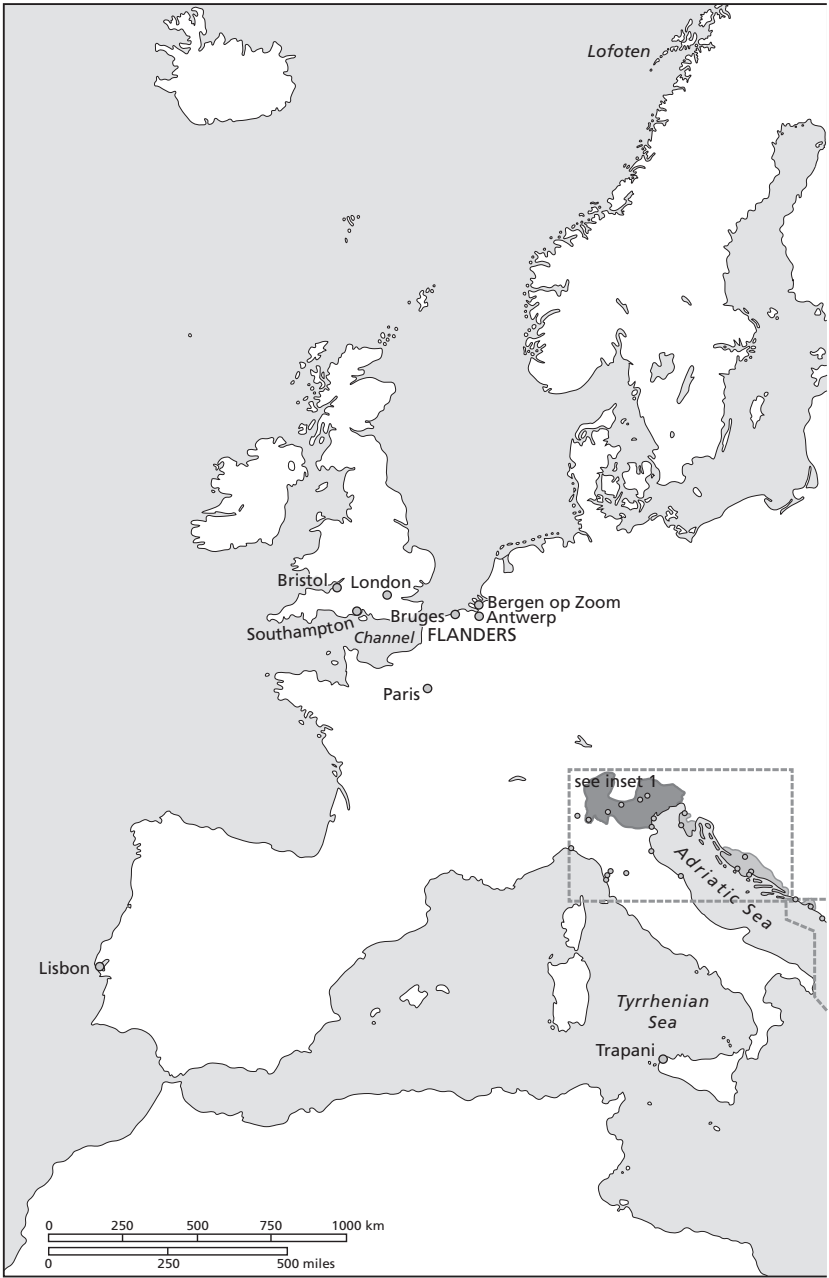 Lofoten
Bristol
London
Bergen op Zoom
Bruges
Antwerp
Southampton
Channel
FLANDERS
Paris
see inset 1
Adriatic Sea
Lisbon
Tyrrhenian
Sea
Trapani
0 250 500 750 1000 km
0 250 500 miles